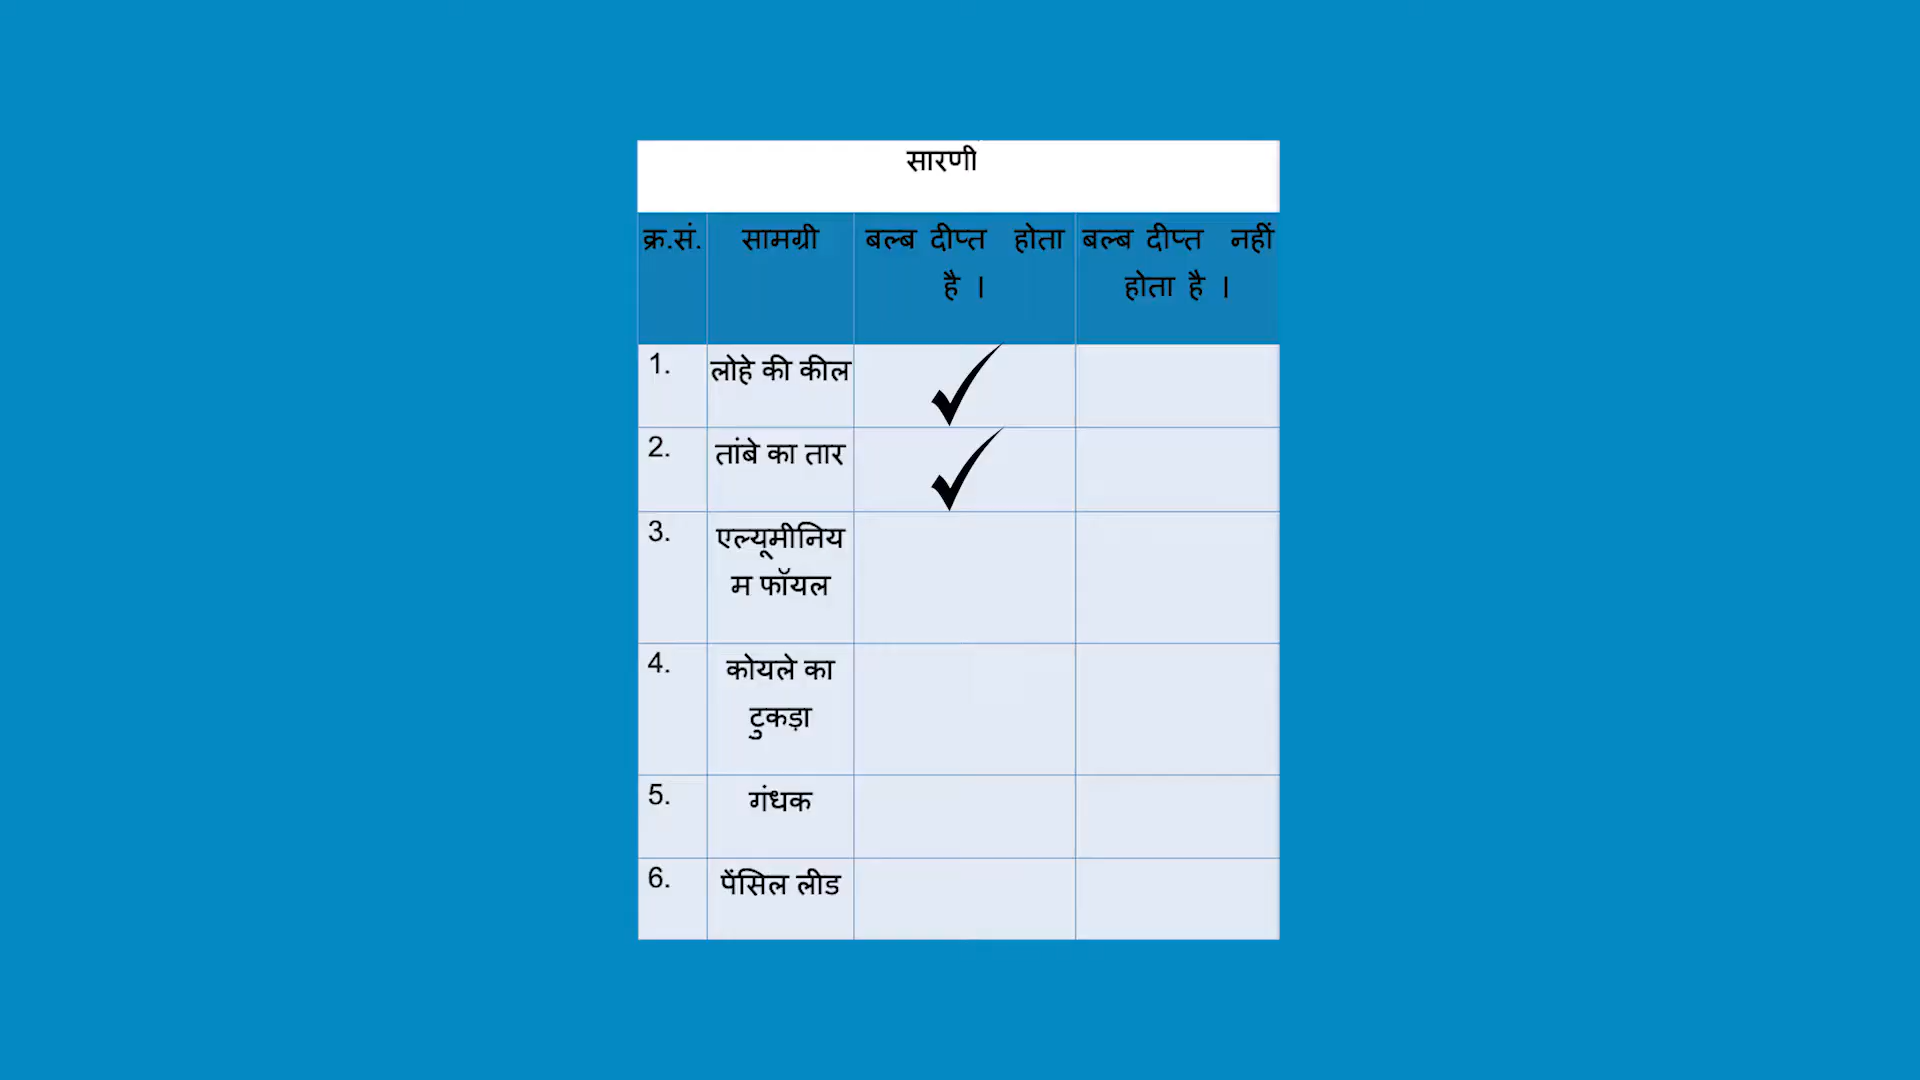 सारणी
क्र.सं. सामग्री बल्ब दीप्त होता है । बल्ब दीप्त नहीं होता है ।
1. लोहे की कील ✓
2. तांबे का तार ✓
3. एल्यूमीनिय
म फॉयल
4. कोयले का
टुकड़ा
5. गंधक
6. पेंसिल लीड